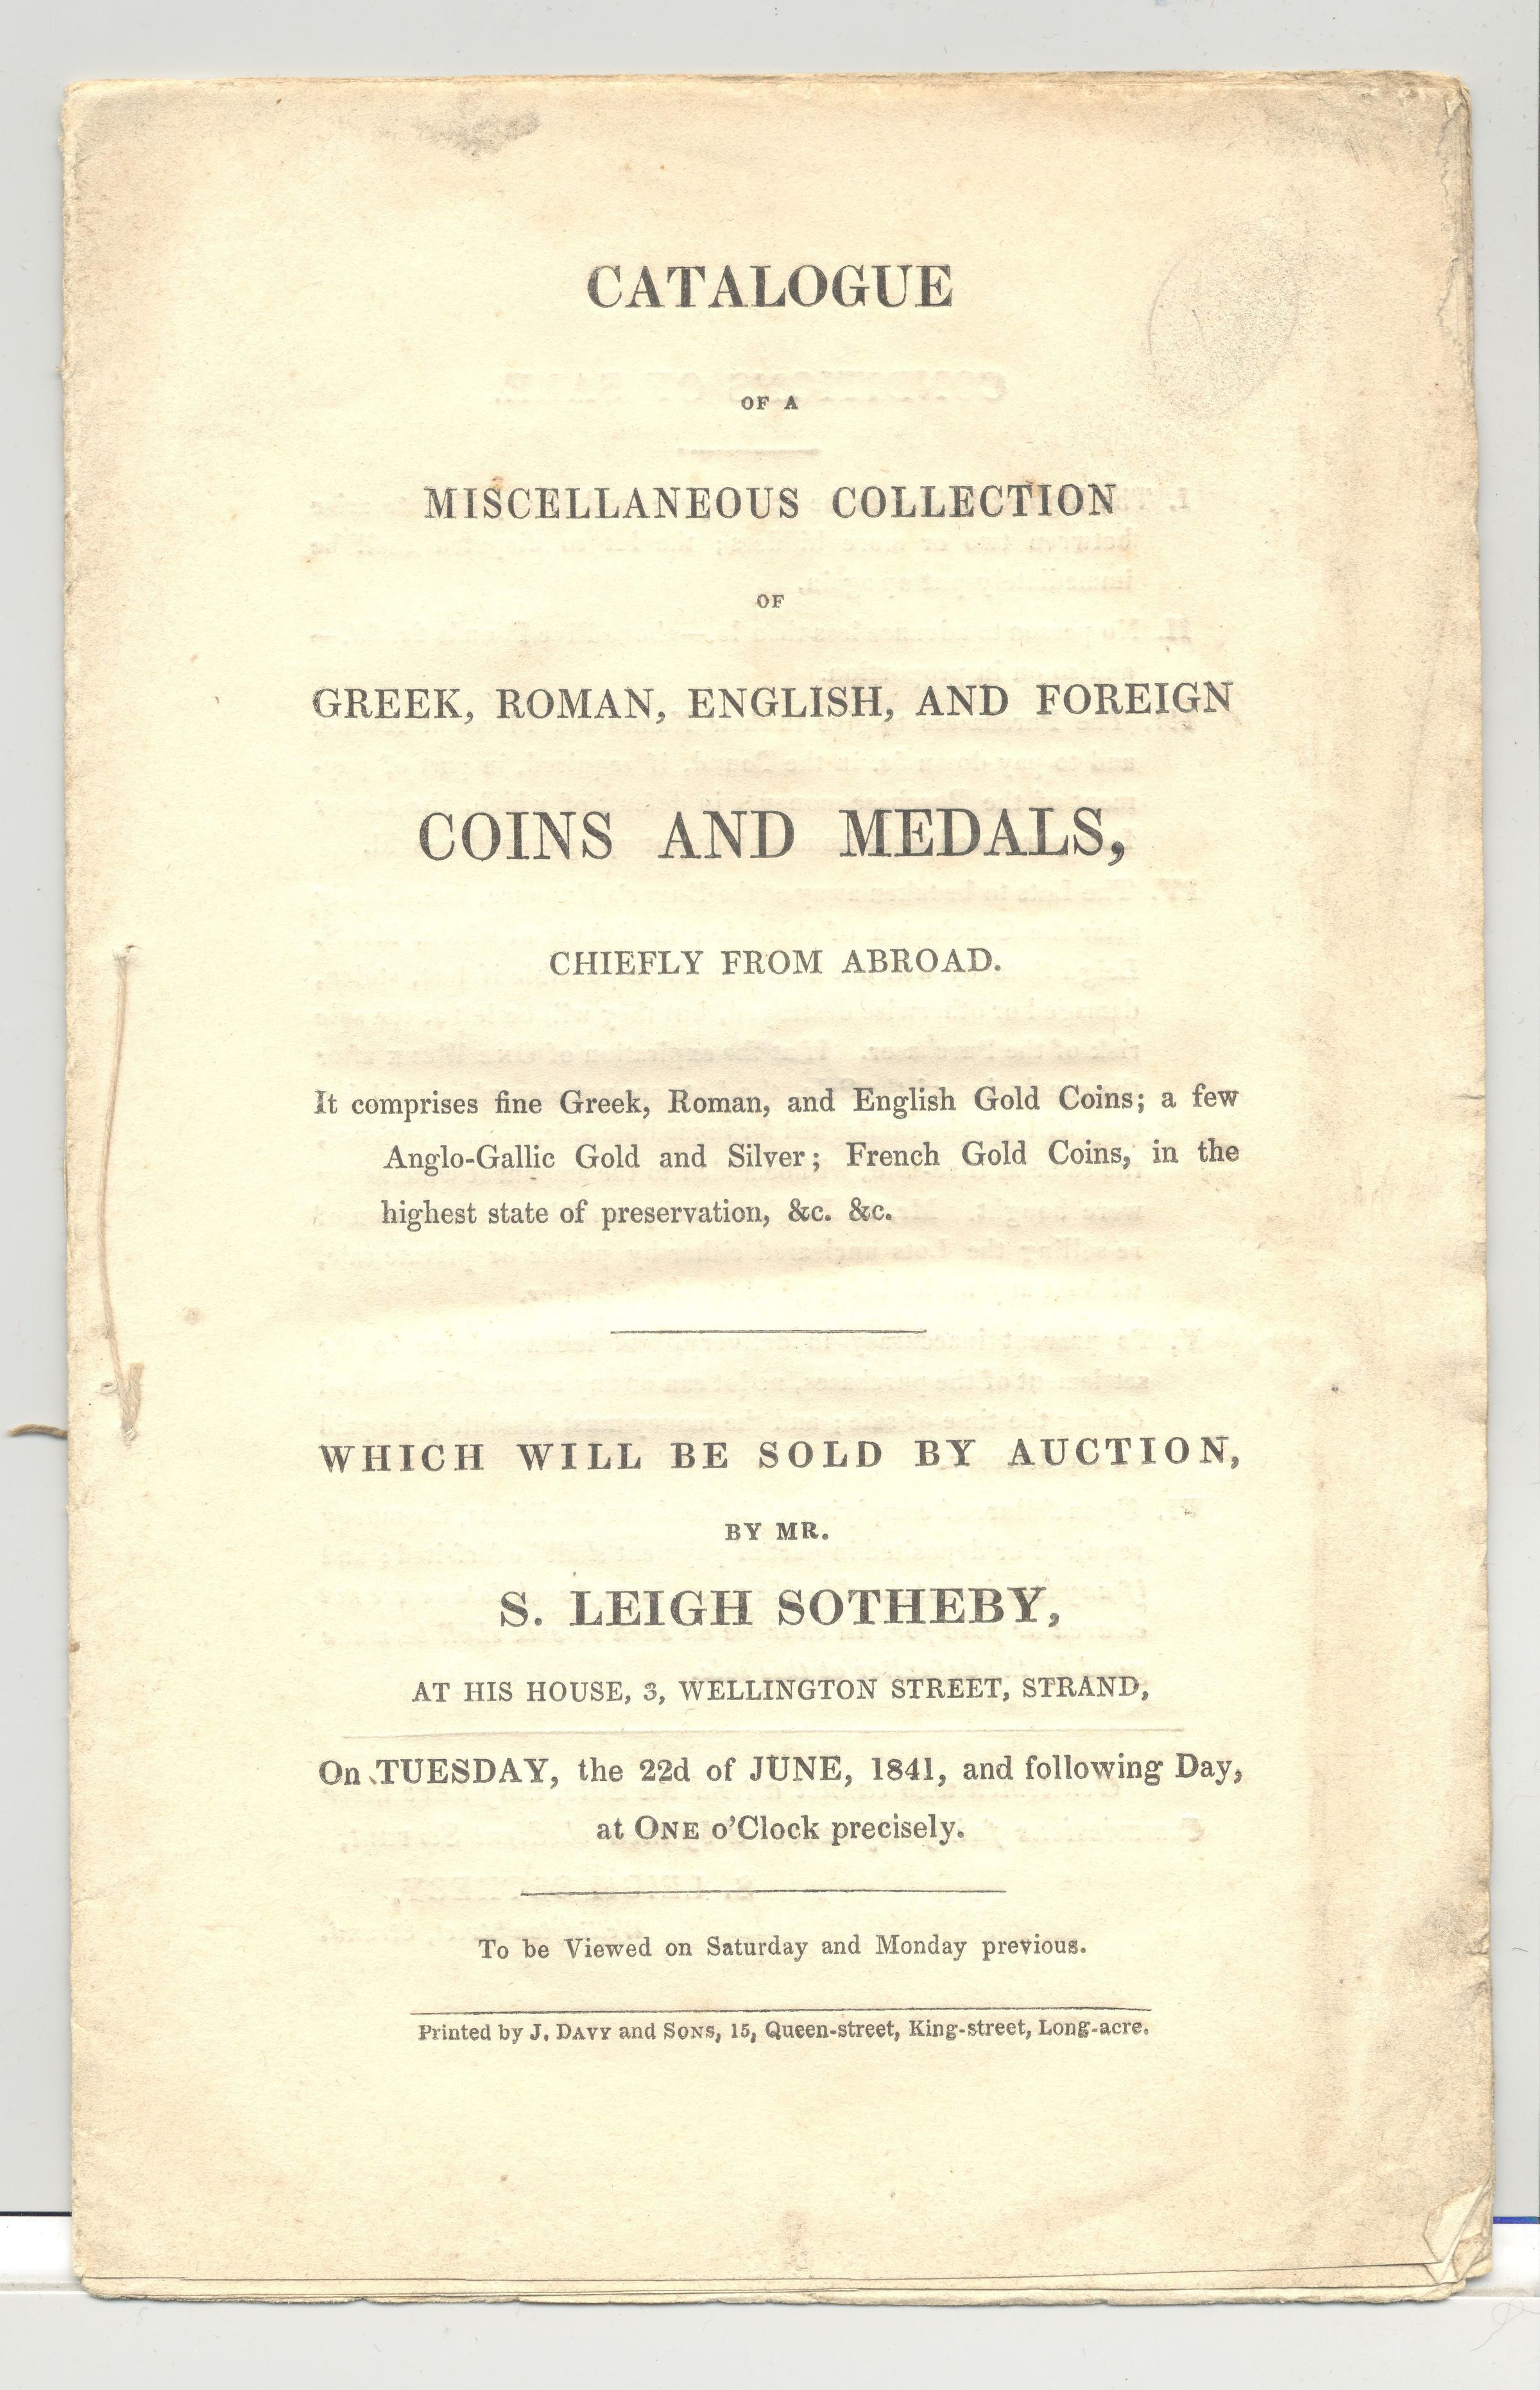 CATALOGUE
OF A
MISCELLANEOUS COLLECTION
OF
GREEK, ROMAN, ENGLISH, AND FOREIGN
COINS AND MEDALS,
CHIEFLY FROM ABROAD.
It comprises fine Greek, Roman, and English Gold Coins; a few
Anglo-Gallic Gold and Silver; French Gold Coins, in the
highest state of preservation, &c. &c.
WHICH WILL BE SOLD BY AUCTION,
BY MR.
S. LEIGH SOTHEBY,
AT HIS HOUSE, 3, WELLINGTON STREET, STRAND,
On TUESDAY, the 22d of JUNE, 1841, and following Day,
at ONE o'Clock precisely.
To be Viewed on Saturday and Monday previous.
Printed by J. DAVY and SONS, 15, Queen-street, King-street, Long-acre.